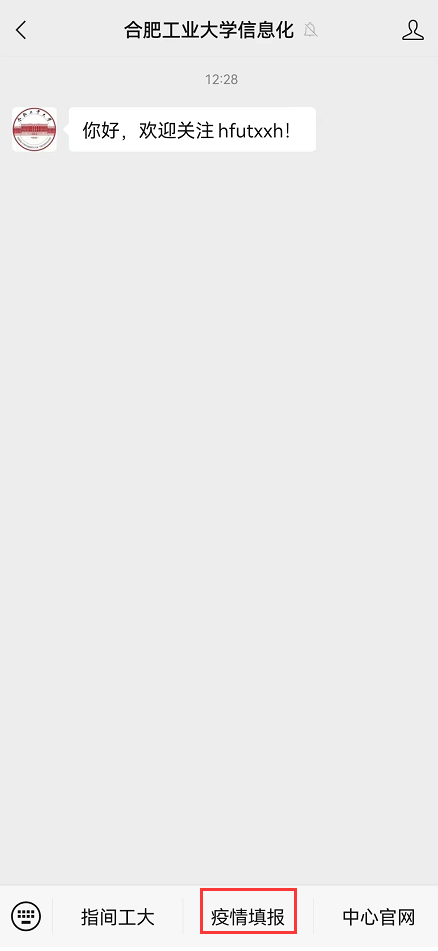 合肥工业大学信息化
12:28
你好，欢迎关注 hfutxxh！
指间工大
疫情填报
中心官网